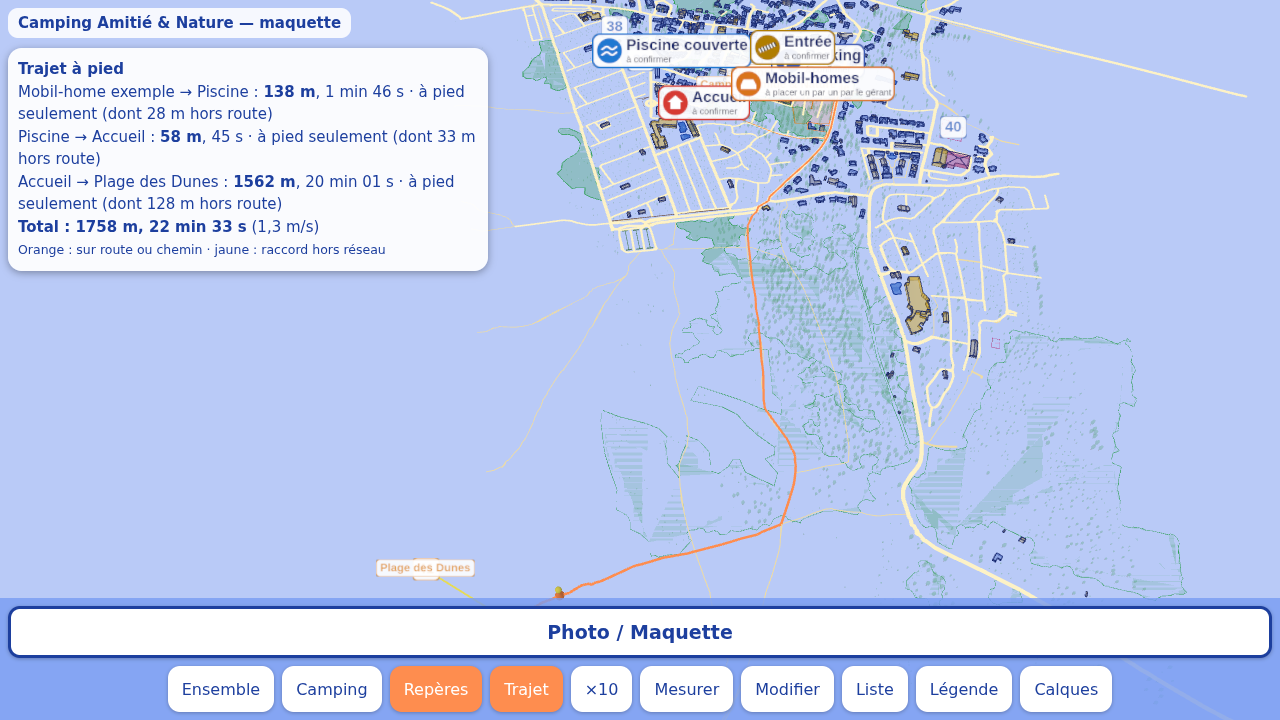 Camping Amitié & Nature — maquette
Trajet à pied
Mobil-home exemple → Piscine : 138 m, 1 min 46 s · à pied
seulement (dont 28 m hors route)
Piscine → Accueil : 58 m, 45 s · à pied seulement (dont 33 m
hors route)
Accueil → Plage des Dunes : 1562 m, 20 min 01 s · à pied
seulement (dont 128 m hors route)
Total : 1758 m, 22 min 33 s (1,3 m/s)
Orange : sur route ou chemin · jaune : raccord hors réseau
38
Piscine couverte
à confirmer
Entrée
à confirmer
Mobil-homes
à placer un par un par le gérant
à confirmer
40
Plage des Dunes
Photo / Maquette
Ensemble
Camping
Repères
Trajet
×10
Mesurer
Modifier
Liste
Légende
Calques